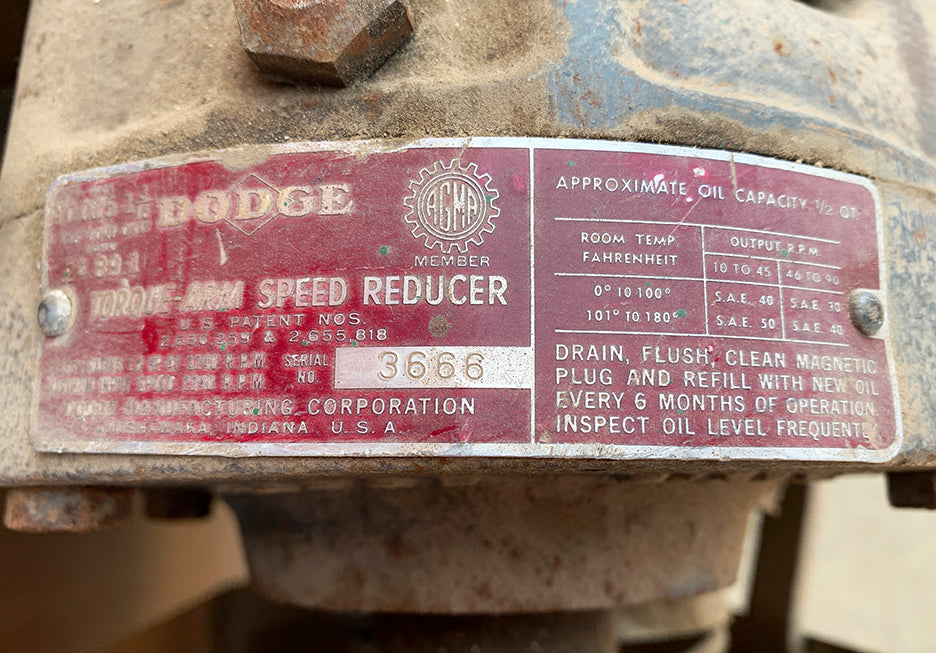 DODGE
AGMA
MEMBER
TORQUE-ARM SPEED REDUCER
U.S. PATENT NOS.
& 2,655,818
R.P.M. SERIAL
R.P.M. NO. 3666
MANUFACTURING CORPORATION
INDIANA U. S. A.
APPROXIMATE OIL CAPACITY 1/2 QT.
ROOM TEMP. FAHRENHEIT
OUTPUT R.P.M.
10 TO 45 46 TO 90
0° TO 100° S.A.E. 40 S.A.E. 30
101° TO 180° S.A.E. 50 S.A.E. 40
DRAIN, FLUSH, CLEAN MAGNETIC
PLUG AND REFILL WITH NEW OIL
EVERY 6 MONTHS OF OPERATION.
INSPECT OIL LEVEL FREQUENTLY